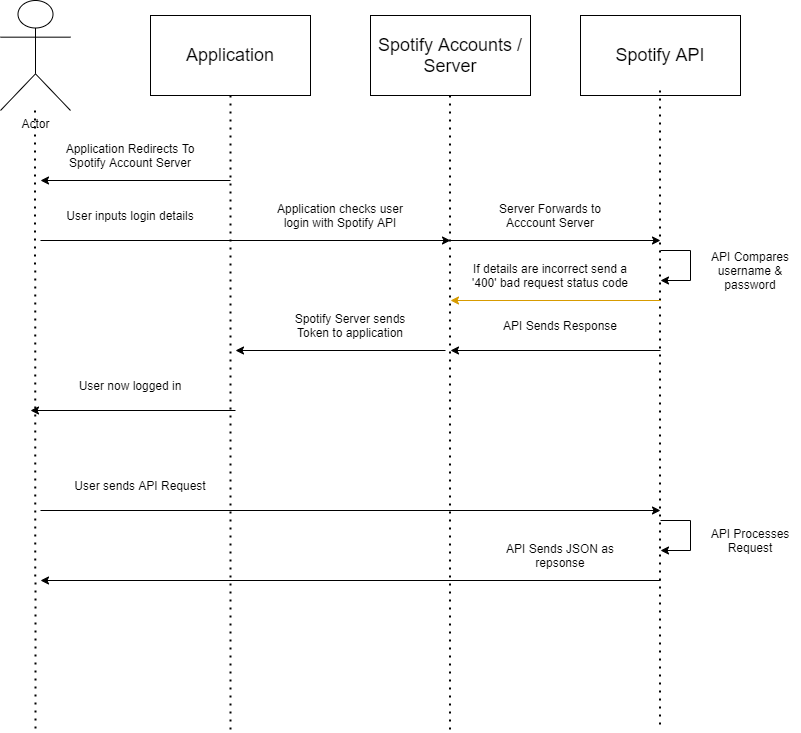 Application
Spotify Accounts /
Server
Spotify API
Actor
Application Redirects To
Spotify Account Server
User inputs login details
Application checks user
login with Spotify API
Server Forwards to
Acccount Server
API Compares
username &
password
If details are incorrect send a
'400' bad request status code
Spotify Server sends
Token to application
API Sends Response
User now logged in
User sends API Request
API Processes
Request
API Sends JSON as
repsonse